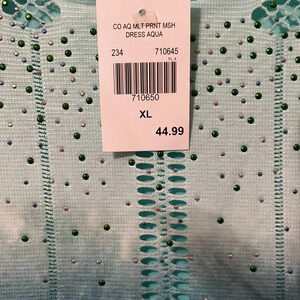 CO AQ MLT PRNT MSH
DRESS AQUA
234 710645
710650
XL
44.99